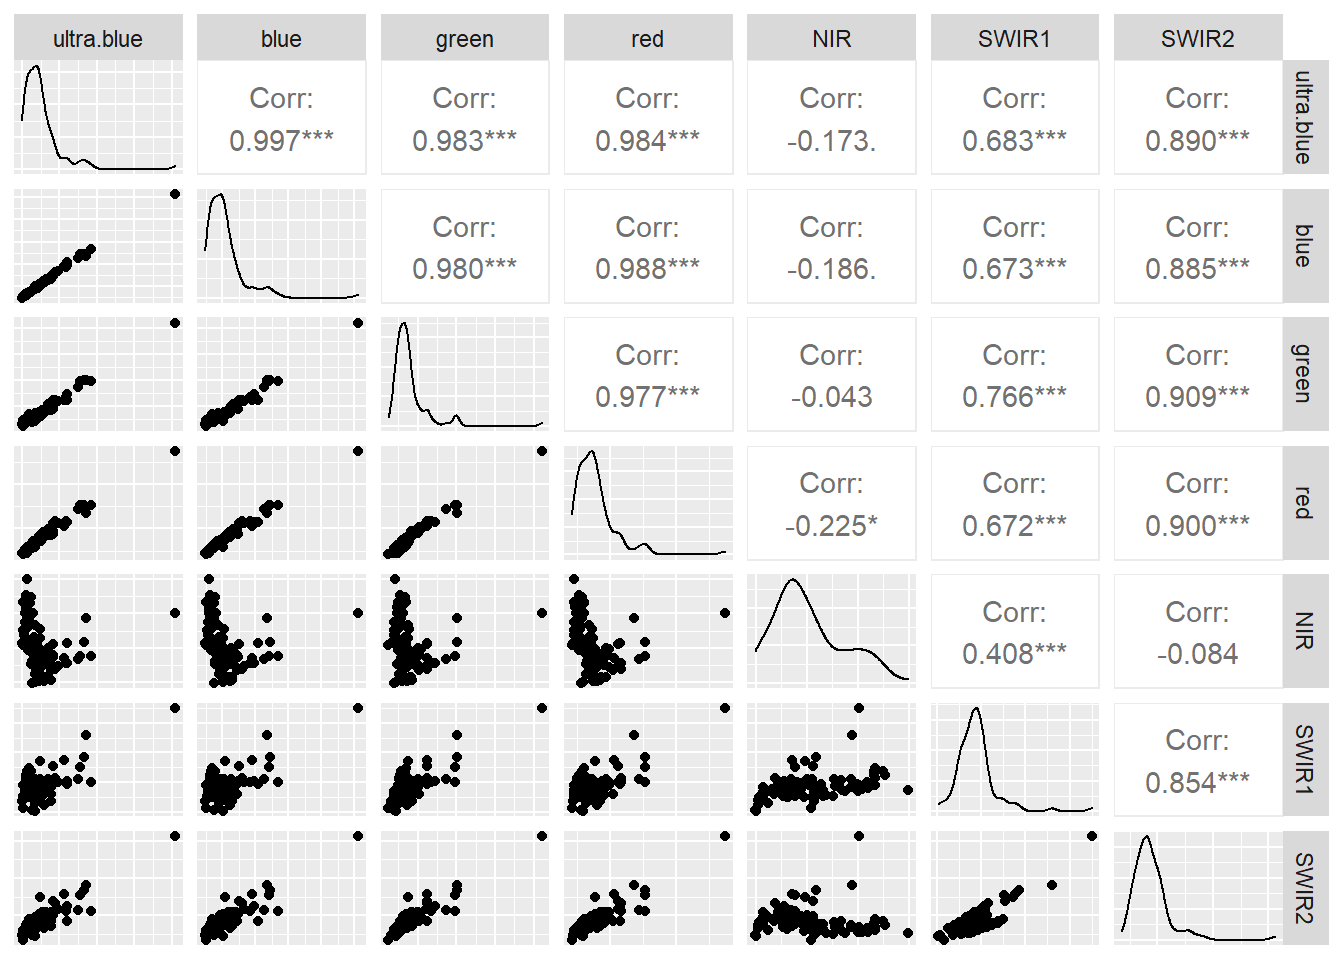 ultra.blue blue green red NIR SWIR1 SWIR2
Corr: Corr: Corr: Corr: Corr: Corr:
0.997*** 0.983*** 0.984*** -0.173. 0.683*** 0.890***
ultra.blue
Corr: Corr: Corr: Corr: Corr:
0.980*** 0.988*** -0.186. 0.673*** 0.885***
blue
Corr: Corr: Corr: Corr:
0.977*** -0.043 0.766*** 0.909***
green
Corr: Corr: Corr:
-0.225* 0.672*** 0.900***
red
Corr: Corr:
0.408*** -0.084
NIR
Corr:
0.854***
SWIR1
SWIR2